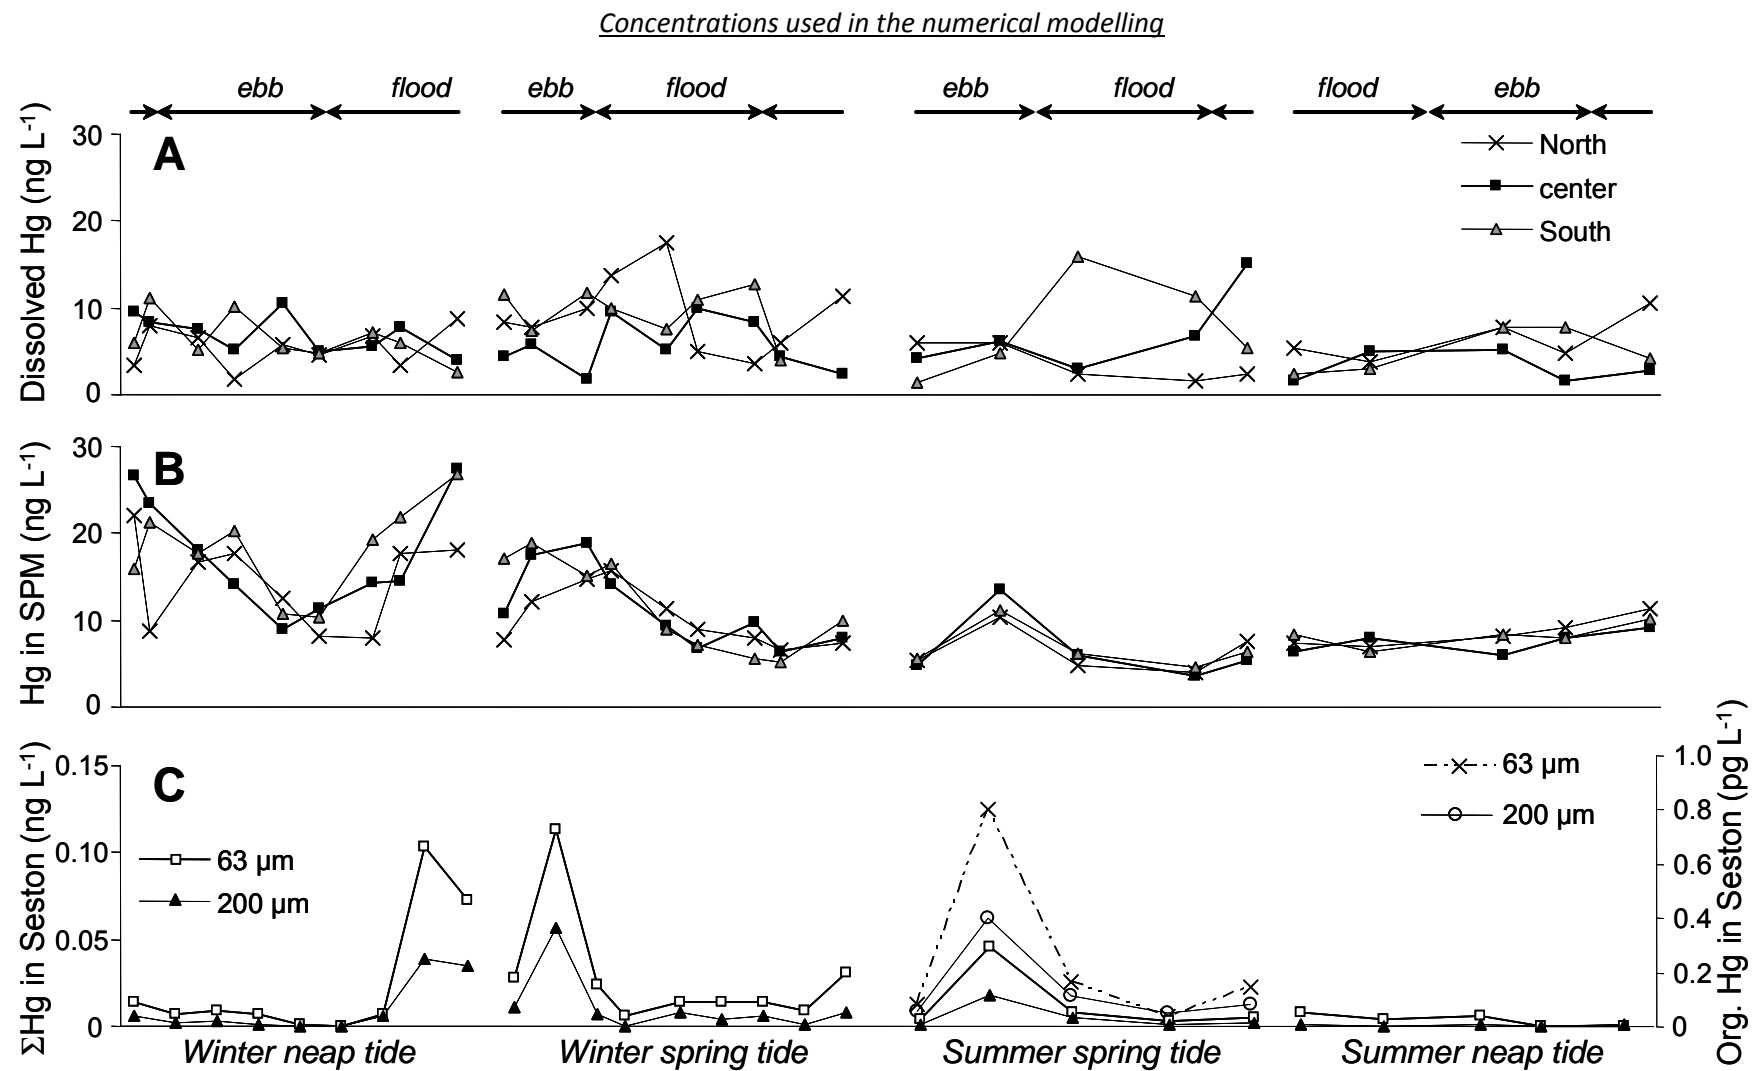 Concentrations used in the numerical modelling
ebb flood ebb flood ebb flood flood ebb
Dissolved Hg (ng L-1)
30
20
10
0
A
North
center
South
Hg in SPM (ng L-1)
30
20
10
0
B
ΣHg in Seston (ng L-1)
0.15
0.10
0.05
0
C
63 µm
200 µm
63 µm
200 µm
1.0
0.8
0.6
0.4
0.2
0
Org. Hg in Seston (pg L-1)
Winter neap tide Winter spring tide Summer spring tide Summer neap tide